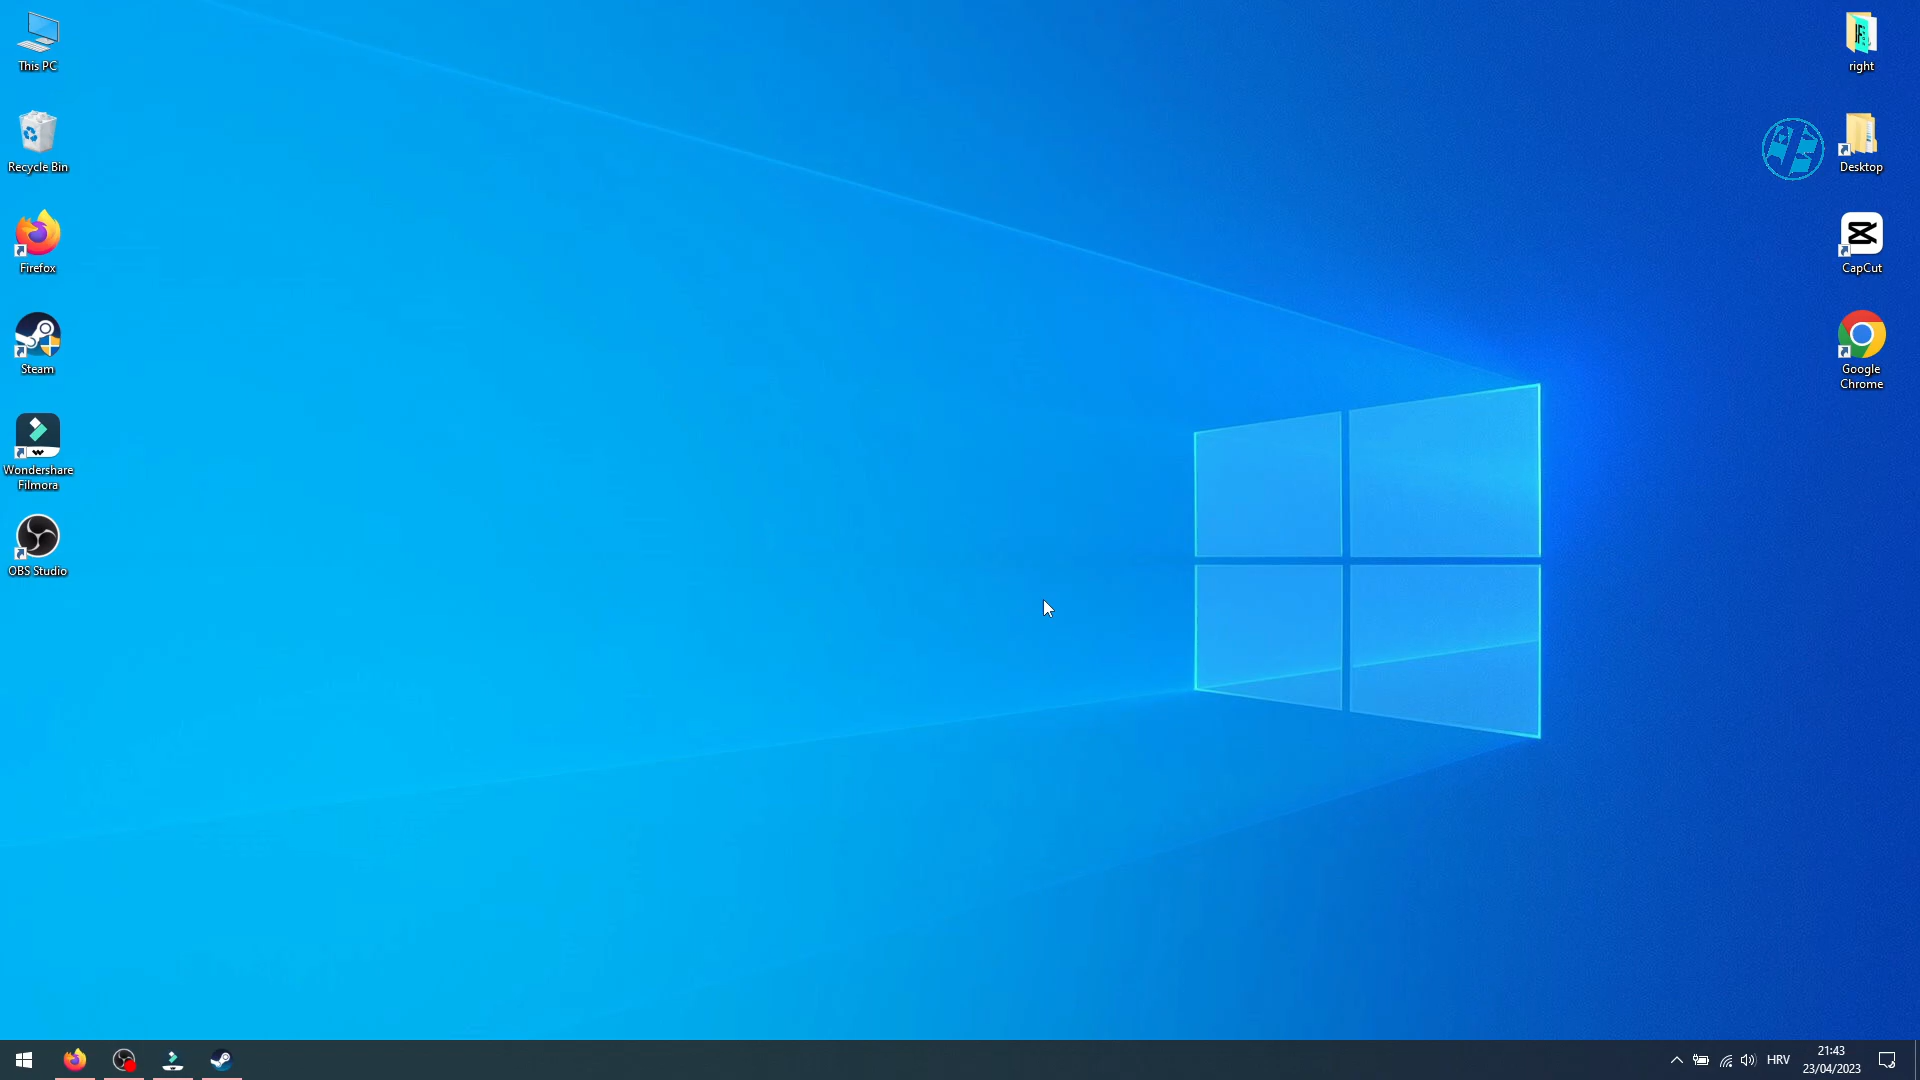 This PC
Recycle Bin
Firefox
Steam
Wondershare
Filmora
OBS Studio
right
Desktop
CapCut
Google
Chrome
HRV
21:43
23/04/2023